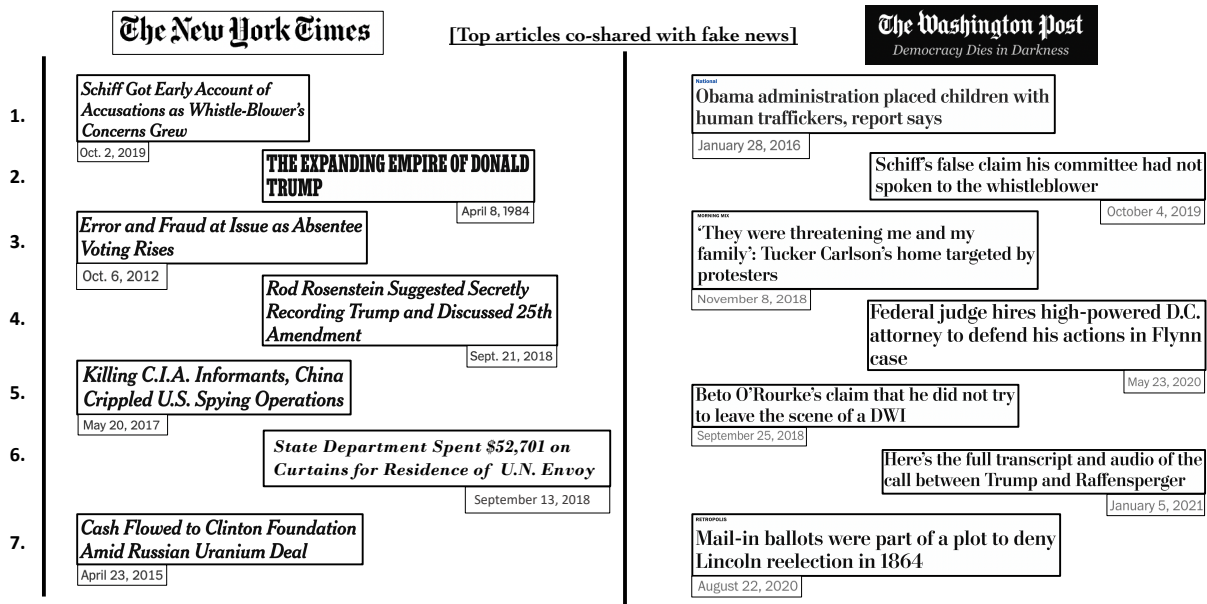 The New York Times
[Top articles co-shared with fake news]
The Washington Post
Democracy Dies in Darkness
1.
Schiff Got Early Account of
Accusations as Whistle-Blower's
Concerns Grew
Oct. 2, 2019
2.
THE EXPANDING EMPIRE OF DONALD
TRUMP
April 8, 1984
3.
Error and Fraud at Issue as Absentee
Voting Rises
Oct. 6, 2012
4.
Rod Rosenstein Suggested Secretly
Recording Trump and Discussed 25th
Amendment
Sept. 21, 2018
5.
Killing C.I.A. Informants, China
Crippled U.S. Spying Operations
May 20, 2017
6.
State Department Spent $52,701 on
Curtains for Residence of U.N. Envoy
September 13, 2018
7.
Cash Flowed to Clinton Foundation
Amid Russian Uranium Deal
April 23, 2015
National
Obama administration placed children with
human traffickers, report says
January 28, 2016
Schiff's false claim his committee had not
spoken to the whistleblower
October 4, 2019
MORNING MIX
‘They were threatening me and my
family’: Tucker Carlson's home targeted by
protesters
November 8, 2018
Federal judge hires high-powered D.C.
attorney to defend his actions in Flynn
case
May 23, 2020
Beto O'Rourke's claim that he did not try
to leave the scene of a DWI
September 25, 2018
Here's the full transcript and audio of the
call between Trump and Raffensperger
January 5, 2021
RETROPOLIS
Mail-in ballots were part of a plot to deny
Lincoln reelection in 1864
August 22, 2020